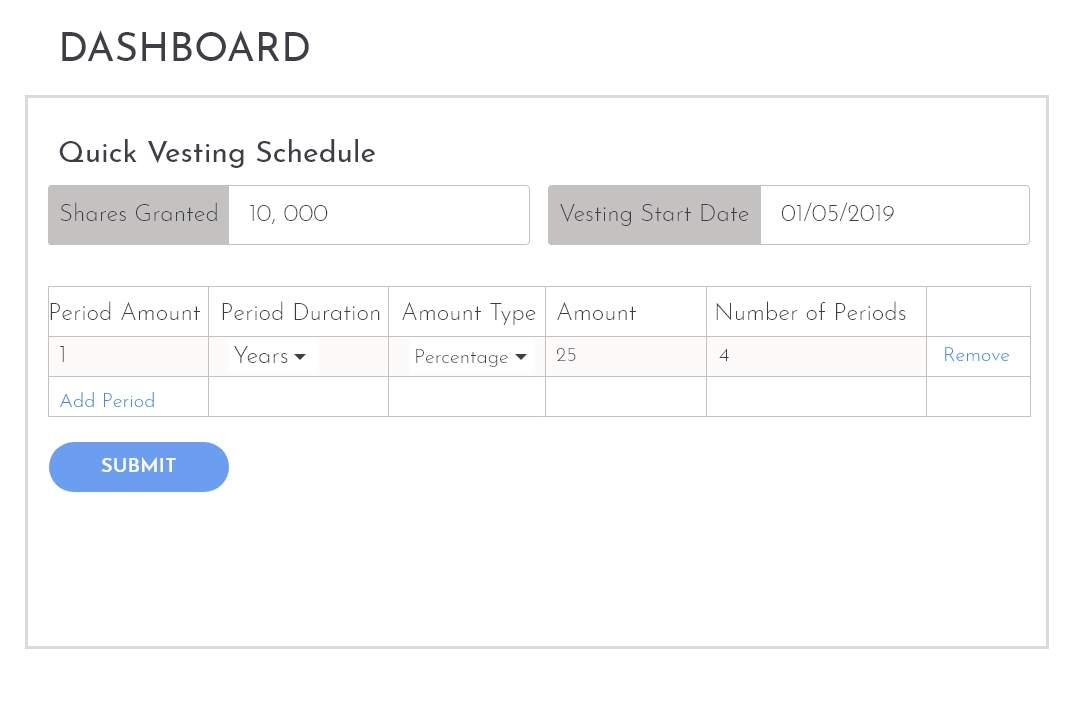 DASHBOARD
Quick Vesting Schedule
Shares Granted 10, 000 Vesting Start Date 01/05/2019
Period Amount Period Duration Amount Type Amount Number of Periods
1 Years Percentage 25 4 Remove
Add Period
SUBMIT